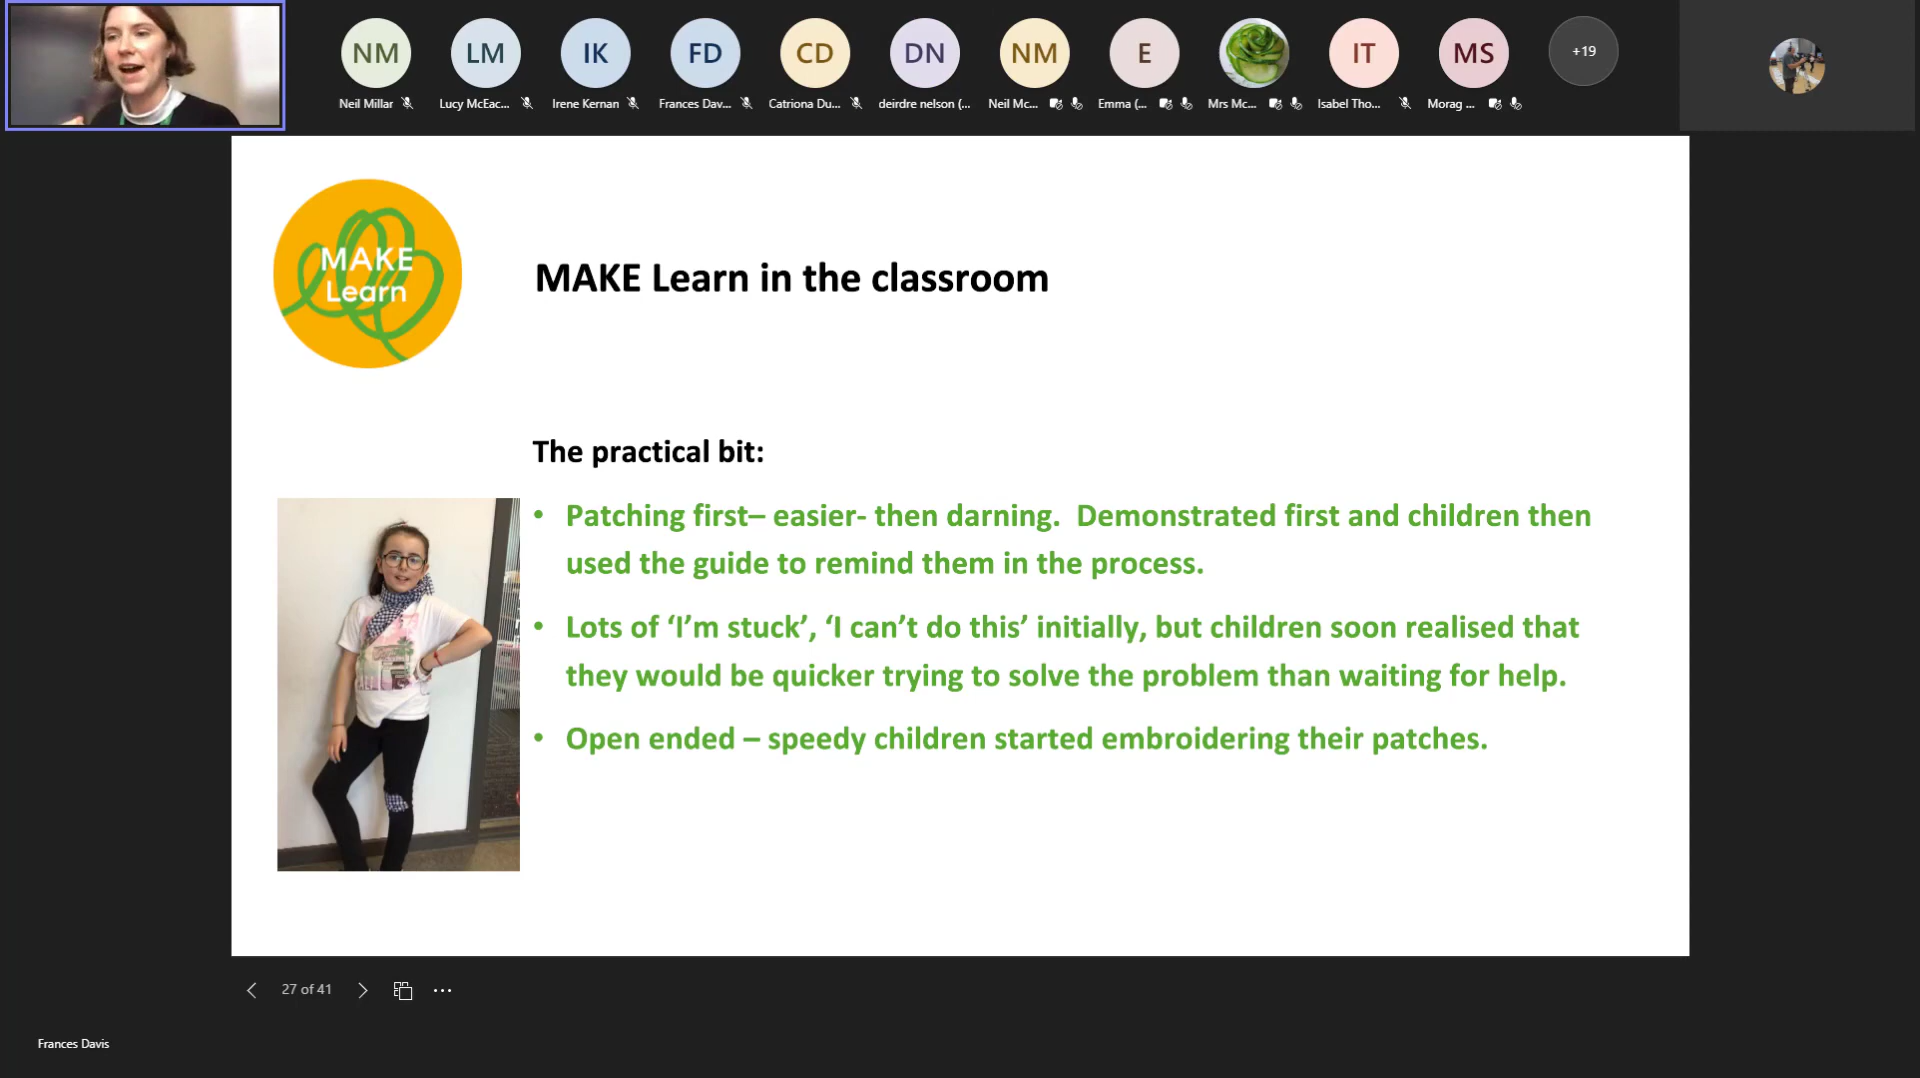 NM
LM
IK
FD
CD
DN
NM
E
IT
MS
+19
Neil Millar
Lucy McEac...
Irene Kernan
Frances Dav...
Catriona Du...
deirdre nelson (...
Neil Mc...
Emma (...
Mrs Mc...
Isabel Tho...
Morag ...
MAKE
Learn
MAKE Learn in the classroom
The practical bit:
• Patching first– easier- then darning.  Demonstrated first and children then
used the guide to remind them in the process.
• Lots of ‘I’m stuck’, ‘I can’t do this’ initially, but children soon realised that
they would be quicker trying to solve the problem than waiting for help.
• Open ended – speedy children started embroidering their patches.
27 of 41
Frances Davis